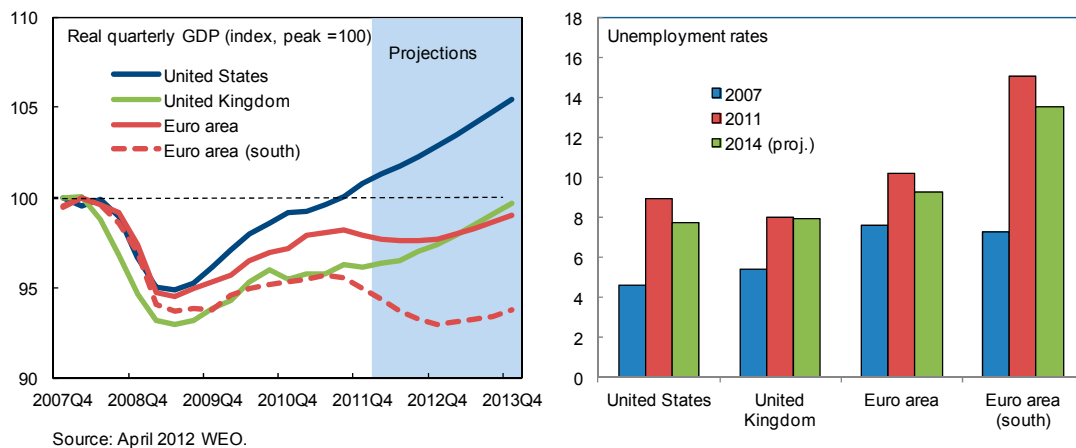 110
105
100
95
90
Real quarterly GDP (index, peak =100)
United States
United Kingdom
Euro area
Euro area (south)
Projections
2007Q4 2008Q4 2009Q4 2010Q4 2011Q4 2012Q4 2013Q4
Source: April 2012 WEO.
18
16
14
12
10
8
6
4
2
0
Unemployment rates
2007
2011
2014 (proj.)
United States
United
Kingdom
Euro area
Euro area
(south)